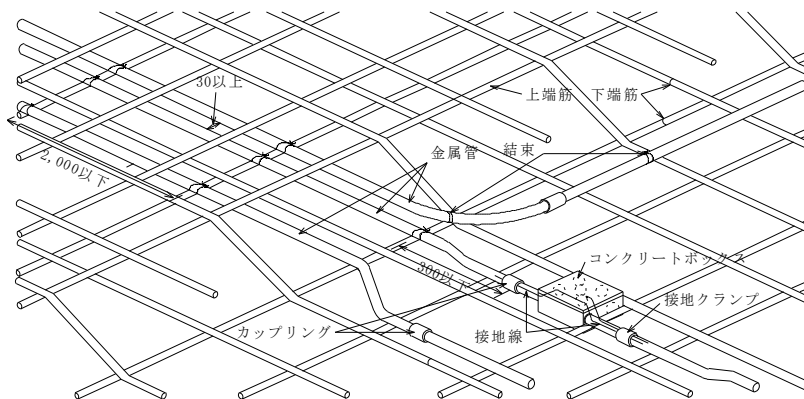 30以上
上端筋
下端筋
2,000以下
金属管
結束
コンクリートボックス
300以下
接地クランプ
カップリング
接地線